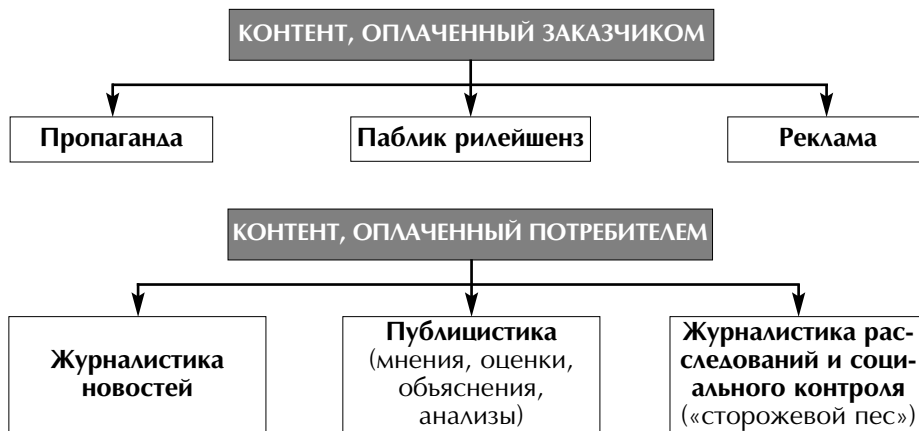 КОНТЕНТ, ОПЛАЧЕННЫЙ ЗАКАЗЧИКОМ
Пропаганда
Паблик рилейшенз
Реклама
КОНТЕНТ, ОПЛАЧЕННЫЙ ПОТРЕБИТЕЛЕМ
Журналистика
новостей
Публицистика
(мнения, оценки,
объяснения,
анализы)
Журналистика рас-
следований и соци-
ального контроля
(«сторожевой пес»)